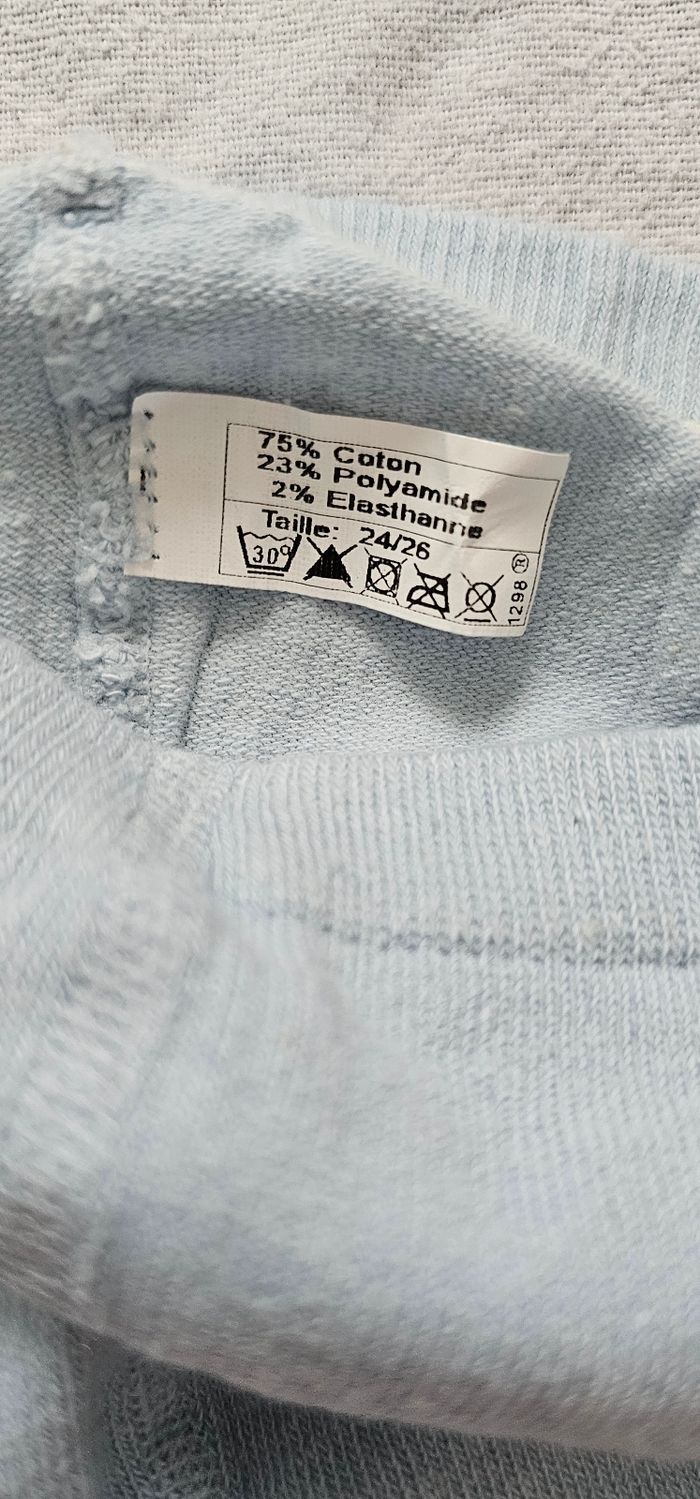 75% Coton
23% Polyamide
2% Elasthanne
Taille: 24/26
30°
1298 ®